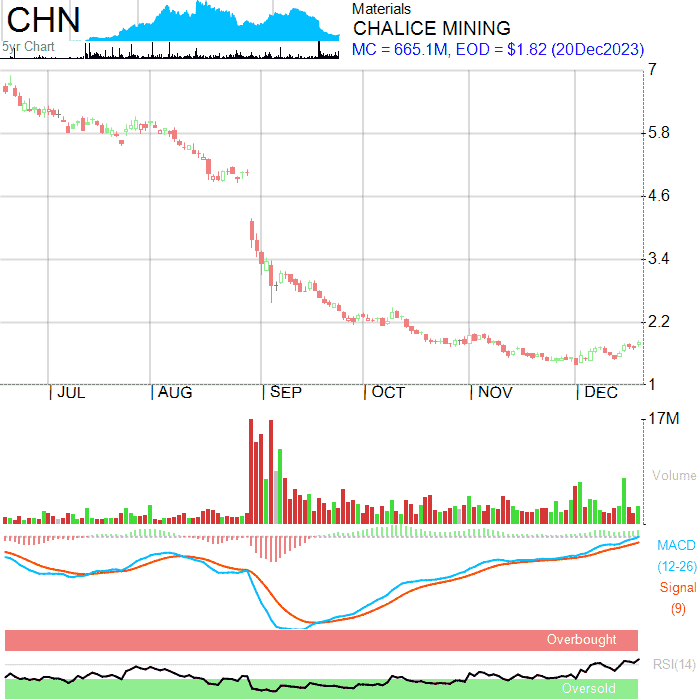 CHN
5yr Chart
Materials
CHALICE MINING
MC = 665.1M, EOD = $1.82 (20Dec2023)
7
5.8
4.6
3.4
2.2
1
JUL
AUG
SEP
OCT
NOV
DEC
17M
Volume
MACD
(12-26)
Signal
(9)
Overbought
RSI(14)
Oversold